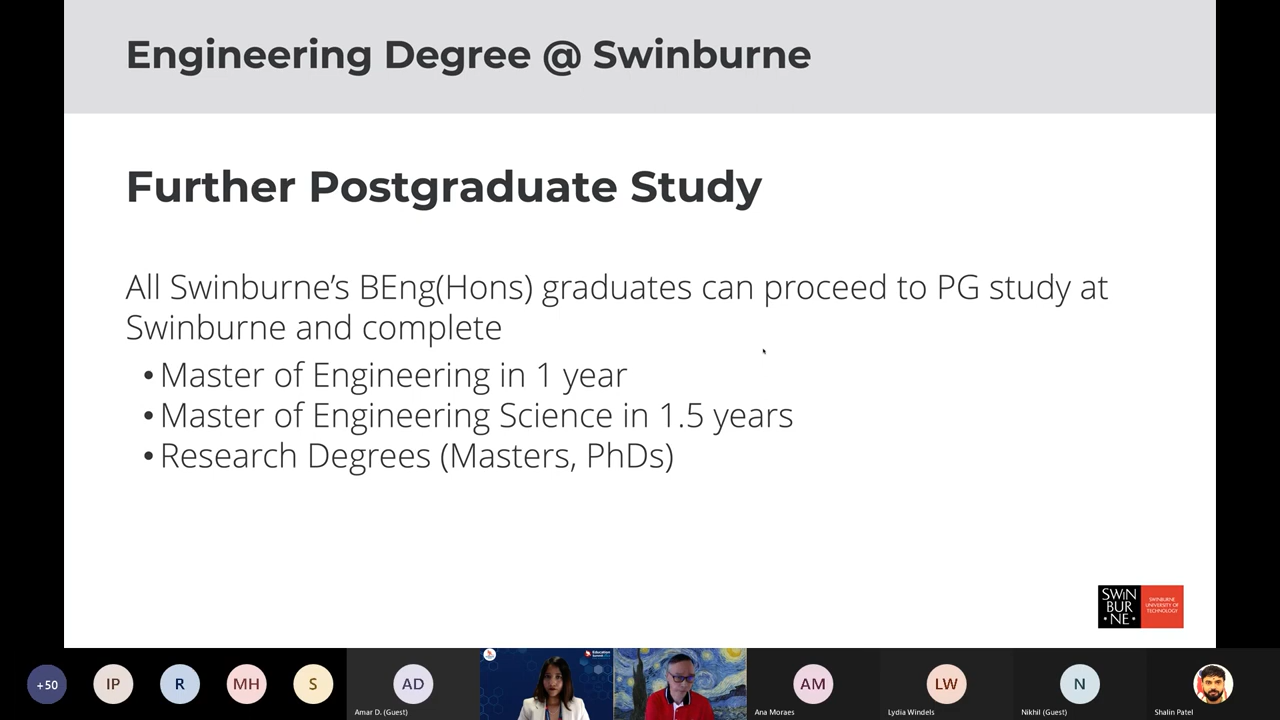 Engineering Degree @ Swinburne
Further Postgraduate Study
All Swinburne’s BEng(Hons) graduates can proceed to PG study at
Swinburne and complete
• Master of Engineering in 1 year
• Master of Engineering Science in 1.5 years
• Research Degrees (Masters, PhDs)
SWIN
BUR
• NE •
SWINBURNE
UNIVERSITY OF
TECHNOLOGY
+50
IP
R
MH
S
AD
AM
LW
N
Amar D. (Guest)
Ana Moraes
Lydia Windels
Nikhil (Guest)
Shalin Patel